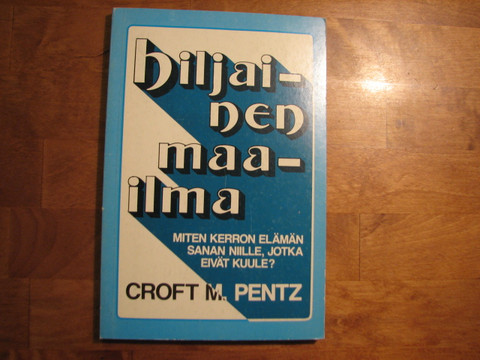 hiljai-
nen
maa-
ilma
MITEN KERRON ELÄMÄN
SANAN NIILLE, JOTKA
EIVÄT KUULE?
CROFT M. PENTZ